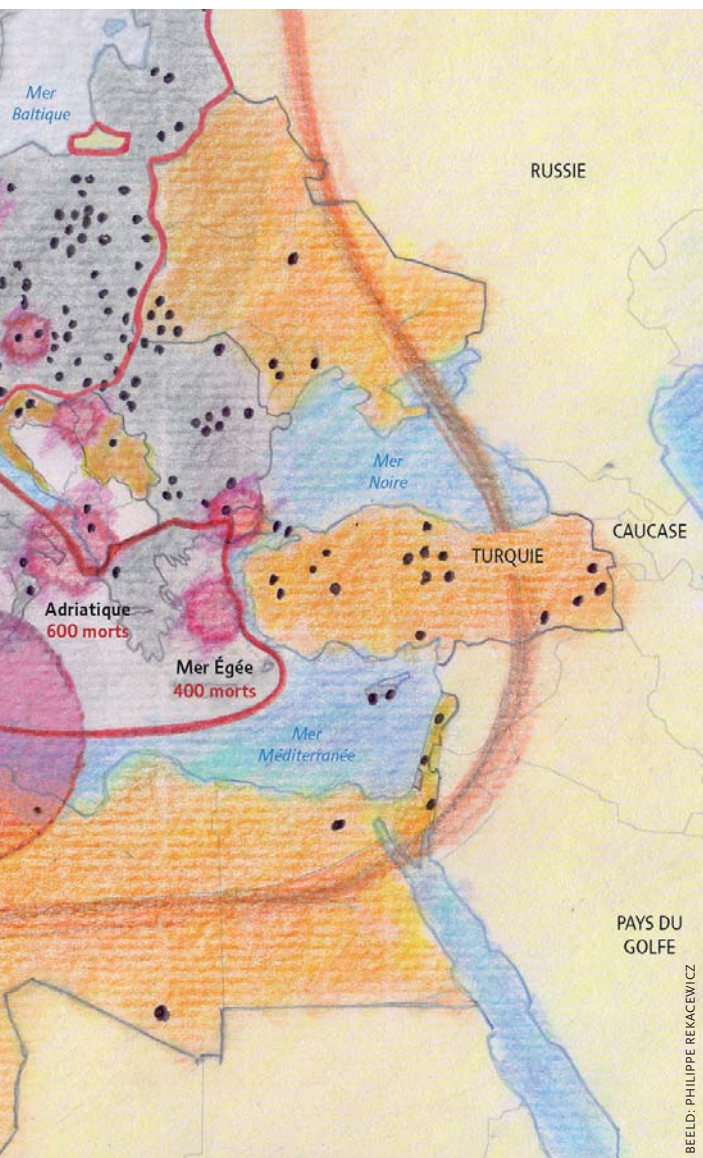 Mer
Baltique
RUSSIE
Mer
Noire
CAUCASE
TURQUIE
Adriatique
600 morts
Mer Égée
400 morts
Mer
Méditerranée
PAYS DU
GOLFE
BEELD: PHILIPPE REKACEWICZ